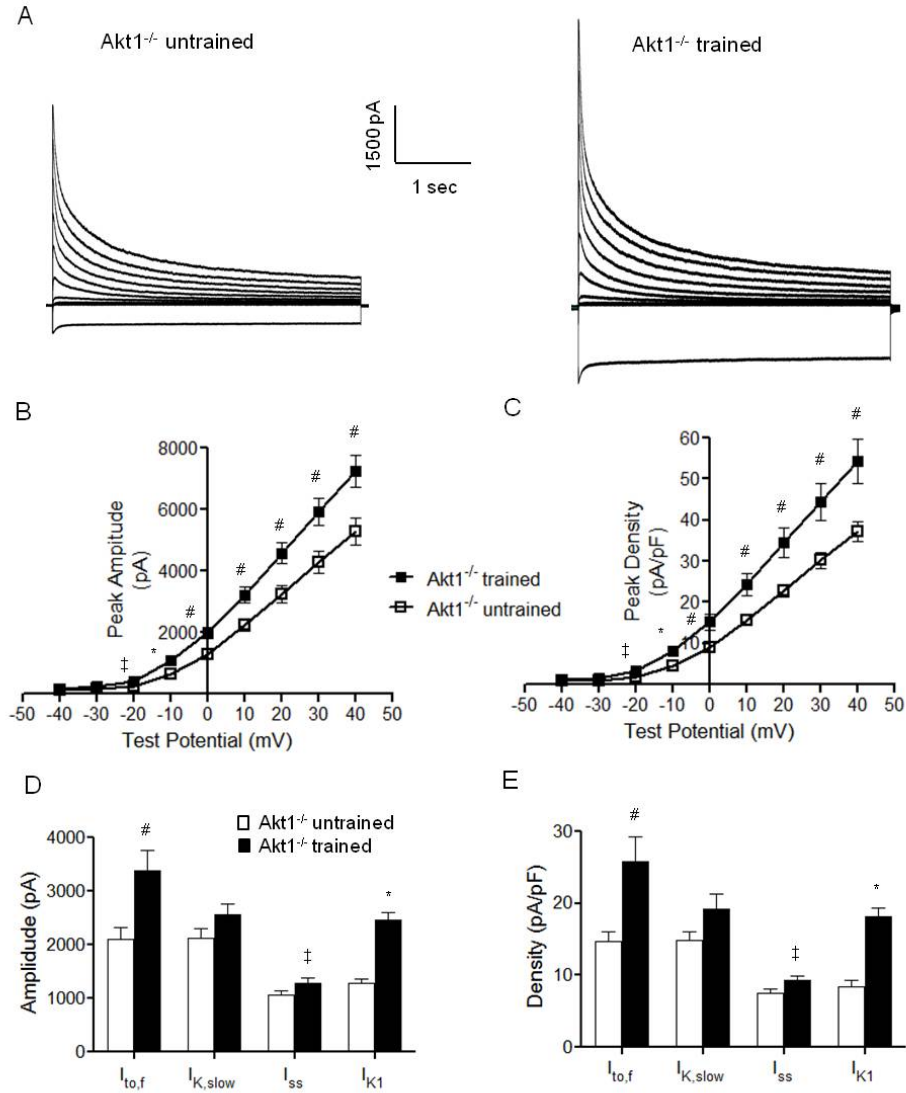 A
Akt1-/- untrained
Akt1-/- trained
1500 pA
1 sec
B
C
Peak Ampitude
(pA)
8000
6000
4000
2000
‡
*
#
#
#
#
#
-50 -40 -30 -20 -10 0 10 20 30 40 50
Test Potential (mV)
Akt1-/- trained
Akt1-/- untrained
Peak Density
(pA/pF)
60
50
40
30
20
10
‡
*
#
#
#
#
#
-50 -40 -30 -20 -10 0 10 20 30 40 50
Test Potential (mV)
D
Akt1-/- untrained
Akt1-/- trained
Amplidude (pA)
4000
3000
2000
1000
0
#
‡
*
Ito,f IK,slow Iss IK1
E
Density (pA/pF)
30
20
10
0
#
‡
*
Ito,f IK,slow Iss IK1